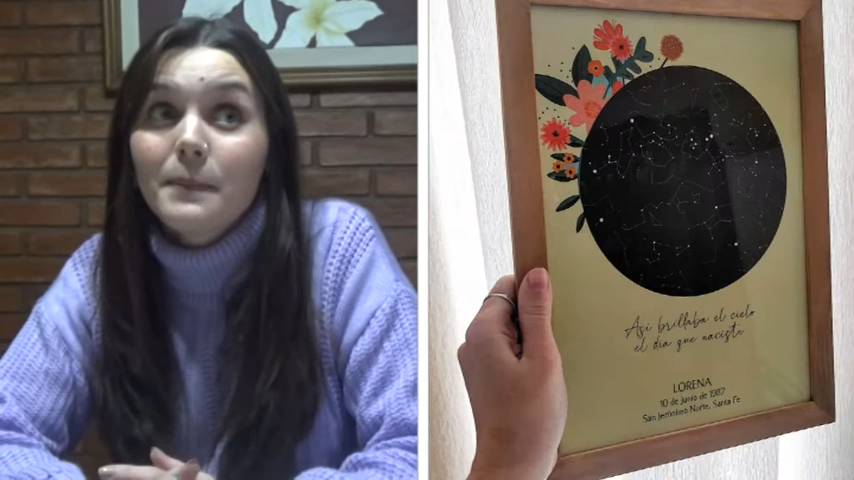 Así brillaba el cielo
el día que naciste
LORENA
10 de junio de 1987
San Jerónimo Norte, Santa Fe